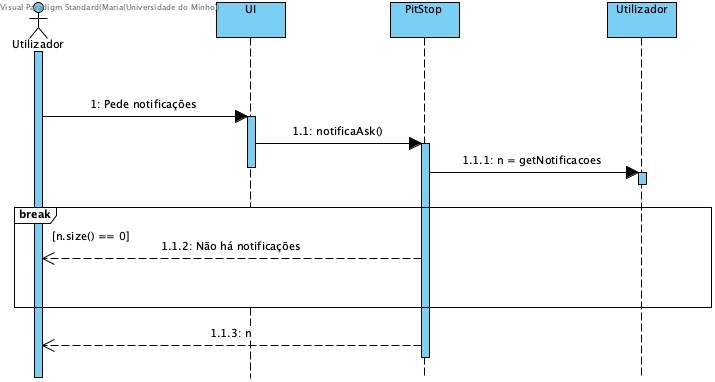 Visual Paradigm Standard(Maria(Universidade do Minho)
UI
PitStop
Utilizador
Utilizador
1: Pede notificações
1.1: notificaAsk()
1.1.1: n = getNotificacoes
break
[n.size() == 0]
1.1.2: Não há notificações
1.1.3: n